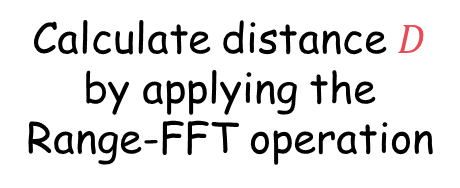 Calculate distance D
by applying the
Range-FFT operation